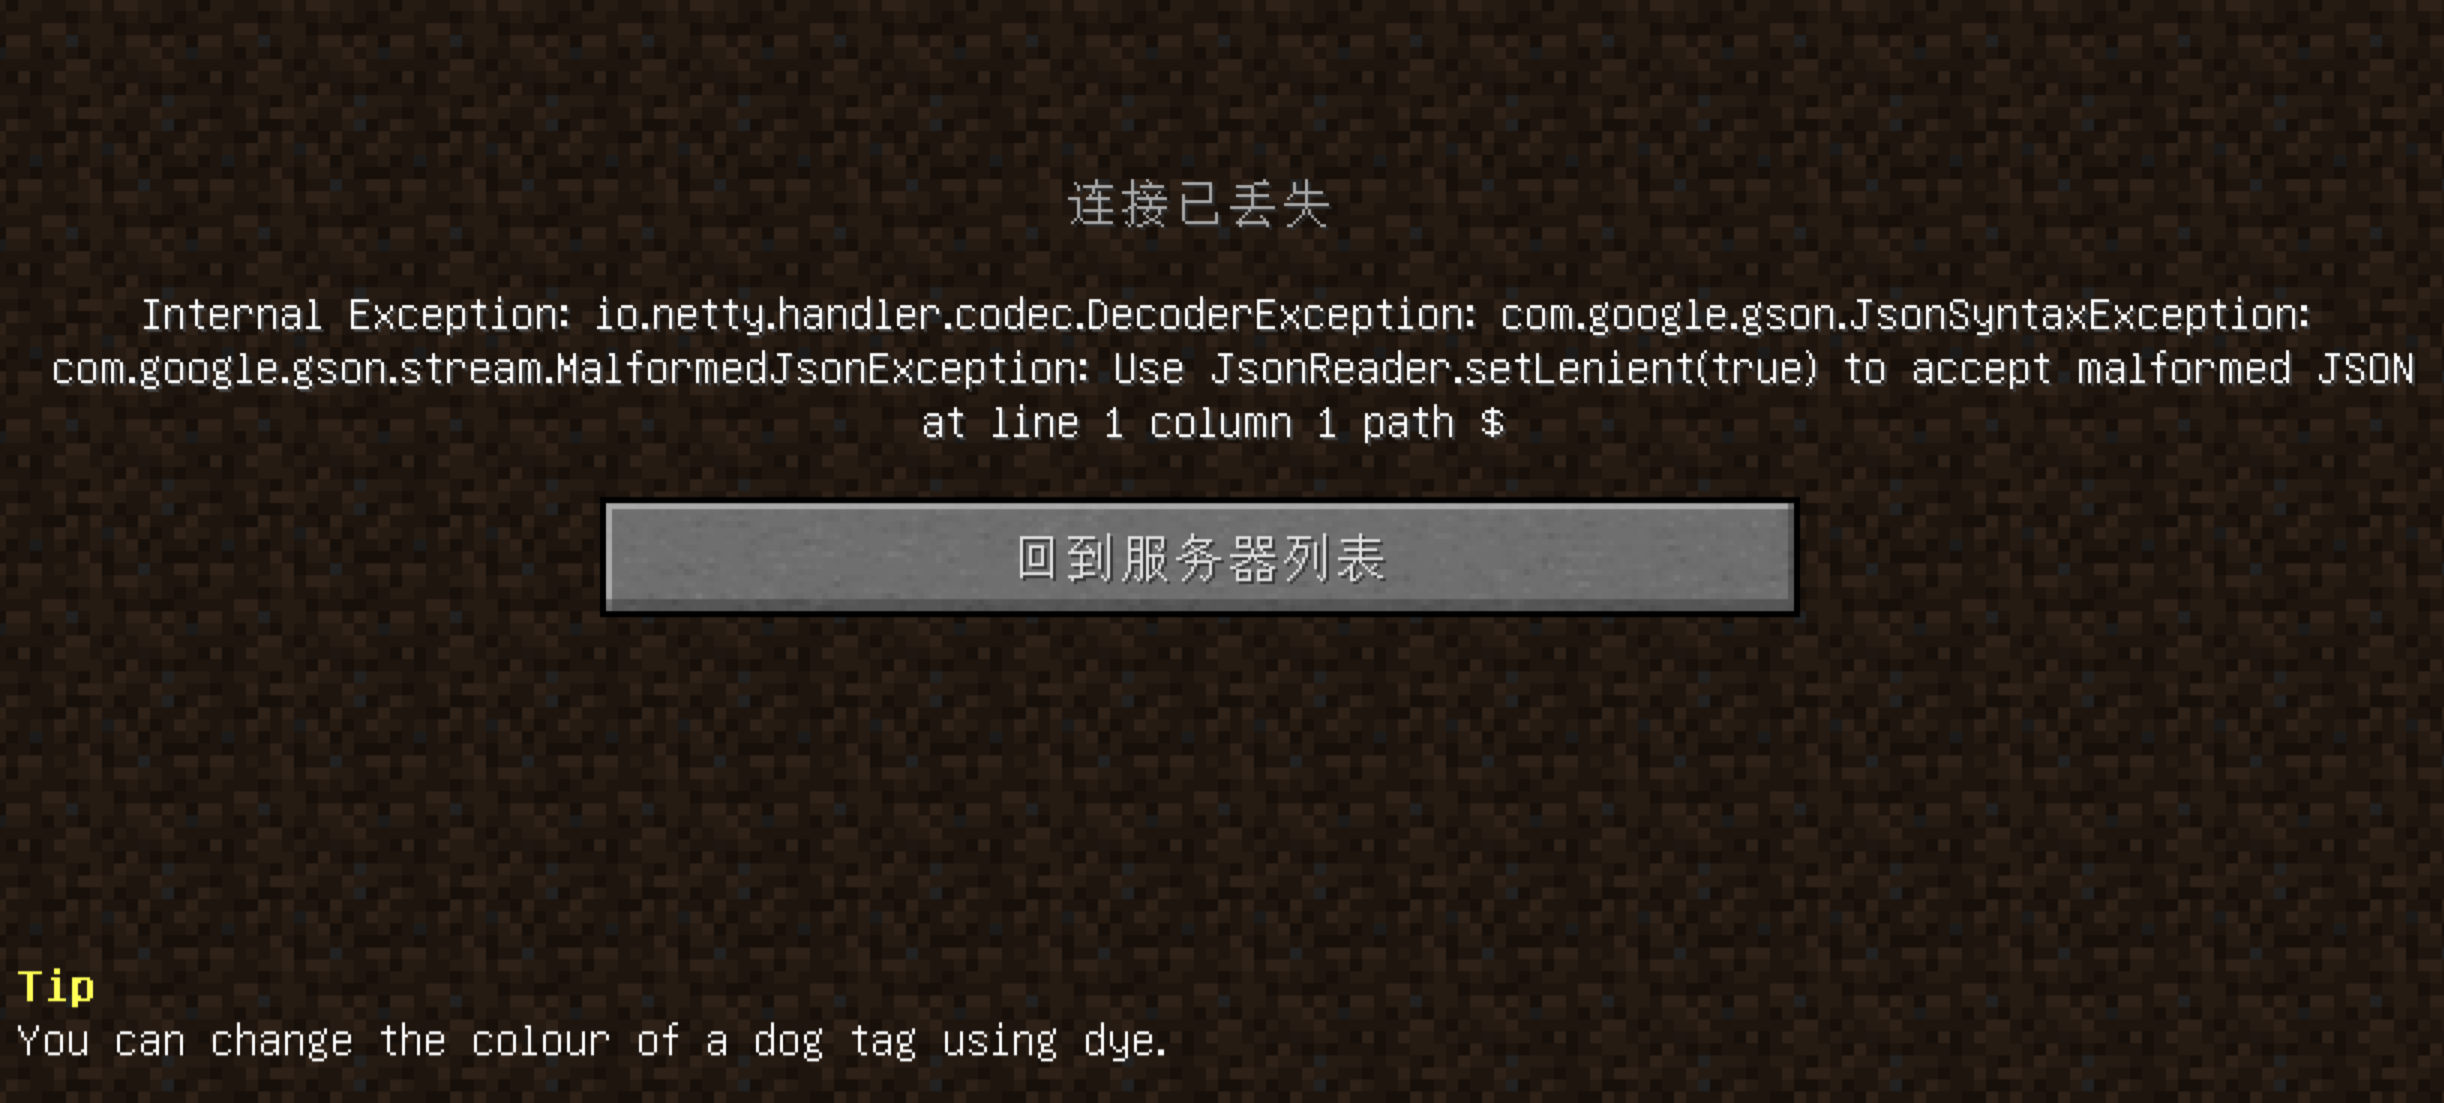 连接已丢失
Internal Exception: io.netty.handler.codec.DecoderException: com.google.gson.JsonSyntaxException:
com.google.gson.stream.MalformedJsonException: Use JsonReader.setLenient(true) to accept malformed JSON
at line 1 column 1 path $
回到服务器列表
Tip
You can change the colour of a dog tag using dye.